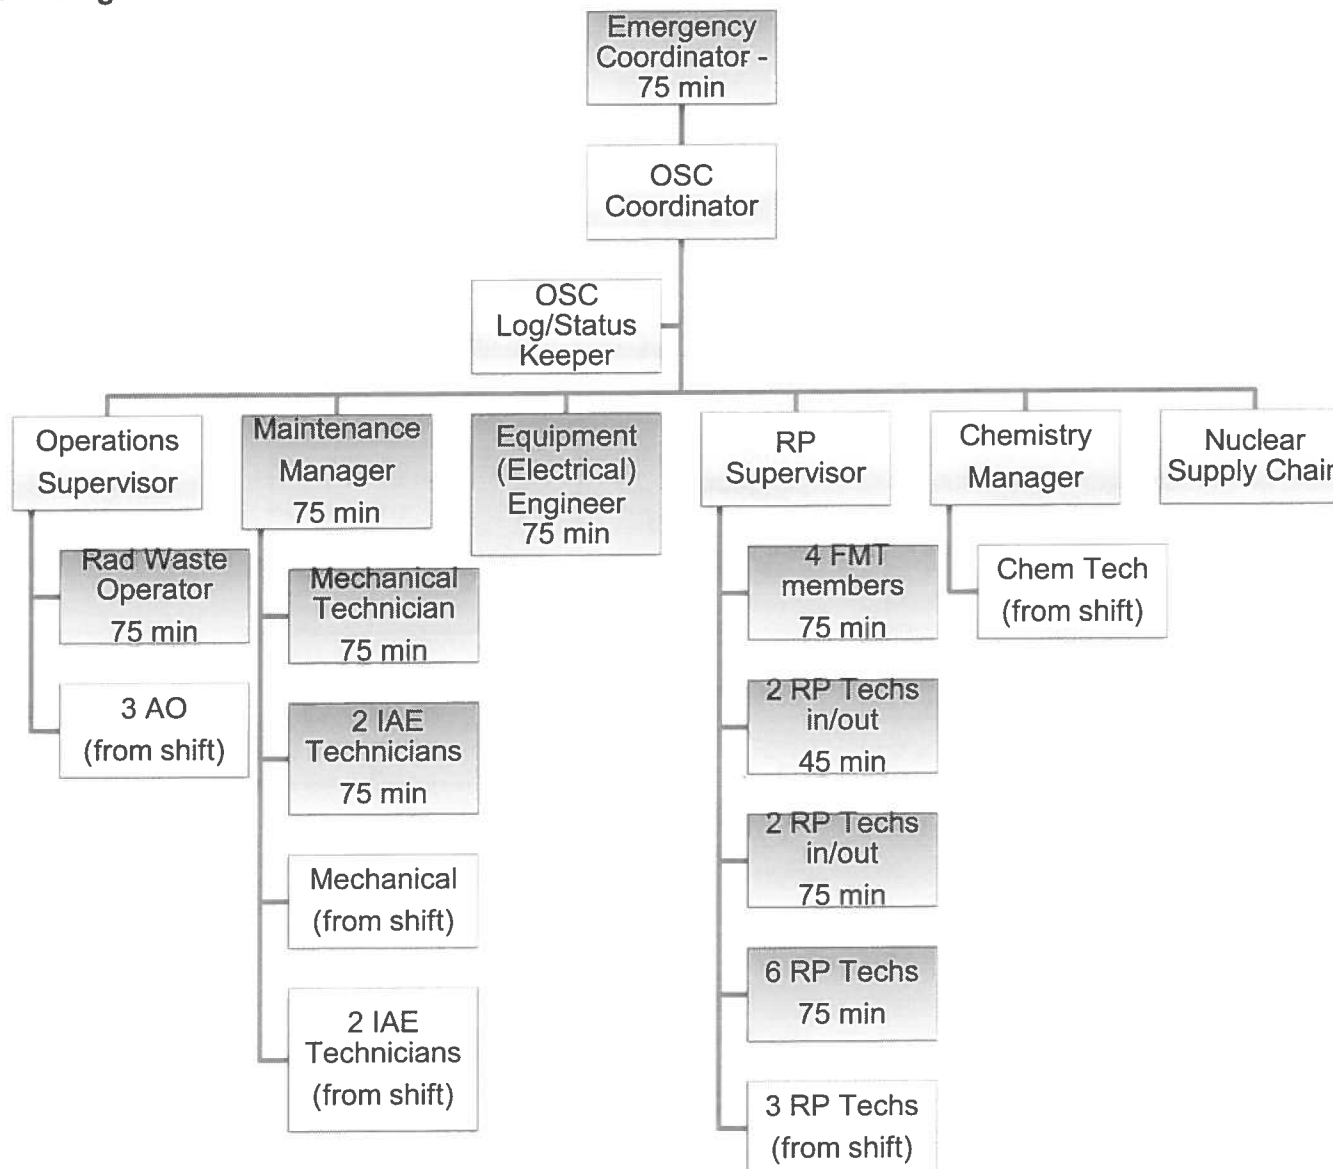 Emergency
Coordinator -
75 min
OSC
Coordinator
OSC
Log/Status
Keeper
Operations
Supervisor
Maintenance
Manager
75 min
Equipment
(Electrical)
Engineer
75 min
RP
Supervisor
Chemistry
Manager
Nuclear
Supply Chain
Rad Waste
Operator
75 min
3 AO
(from shift)
Mechanical
Technician
75 min
2 IAE
Technicians
75 min
Mechanical
(from shift)
2 IAE
Technicians
(from shift)
4 FMT
members
75 min
2 RP Techs
in/out
45 min
2 RP Techs
in/out
75 min
6 RP Techs
75 min
3 RP Techs
(from shift)
Chem Tech
(from shift)